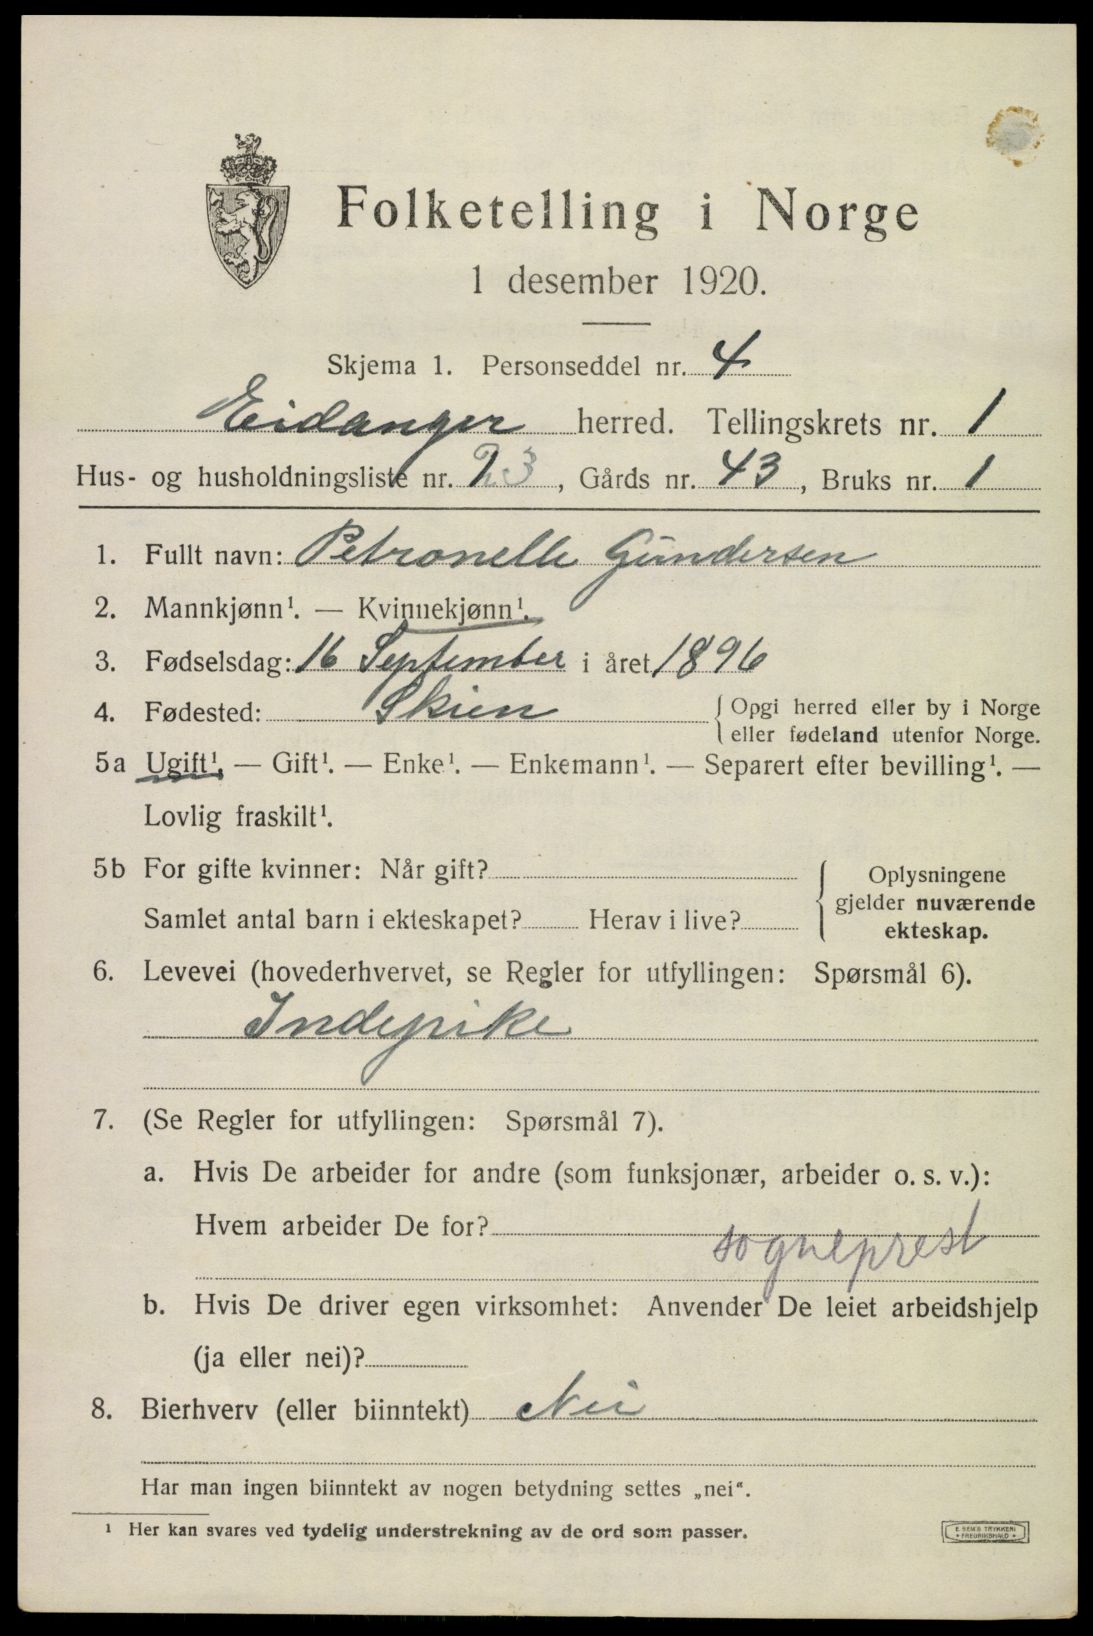 Folketelling i Norge
1 desember 1920.
Skjema 1. Personseddel nr. 4
Eidanger herred. Tellingskrets nr. 1
Hus- og husholdningsliste nr. 23, Gårds nr. 43, Bruks nr. 1
1. Fullt navn: Petronelle Gundersen
2. Mannkjønn¹. — Kvinnekjønn¹.
3. Fødselsdag: 16 September i året 1896
4. Fødested: Skien { Opgi herred eller by i Norge
eller fødeland utenfor Norge.
5a Ugift¹. — Gift¹. — Enke¹. — Enkemann¹. — Separert efter bevilling¹. —
Lovlig fraskilt¹.
5b For gifte kvinner: Når gift?
Samlet antal barn i ekteskapet? Herav i live?
{ Oplysningene
gjelder nuværende
ekteskap.
6. Levevei (hovederhvervet, se Regler for utfyllingen: Spørsmål 6).
Indepike
7. (Se Regler for utfyllingen: Spørsmål 7).
a. Hvis De arbeider for andre (som funksjonær, arbeider o. s. v.):
Hvem arbeider De for?
sogneprest
b. Hvis De driver egen virksomhet: Anvender De leiet arbeidshjelp
(ja eller nei)?
8. Bierhverv (eller biinntekt) Nei
Har man ingen biinntekt av nogen betydning settes „nei“.
¹ Her kan svares ved tydelig understrekning av de ord som passer.
E. SEM'S TRYKKERI
FREDRIKSHALD